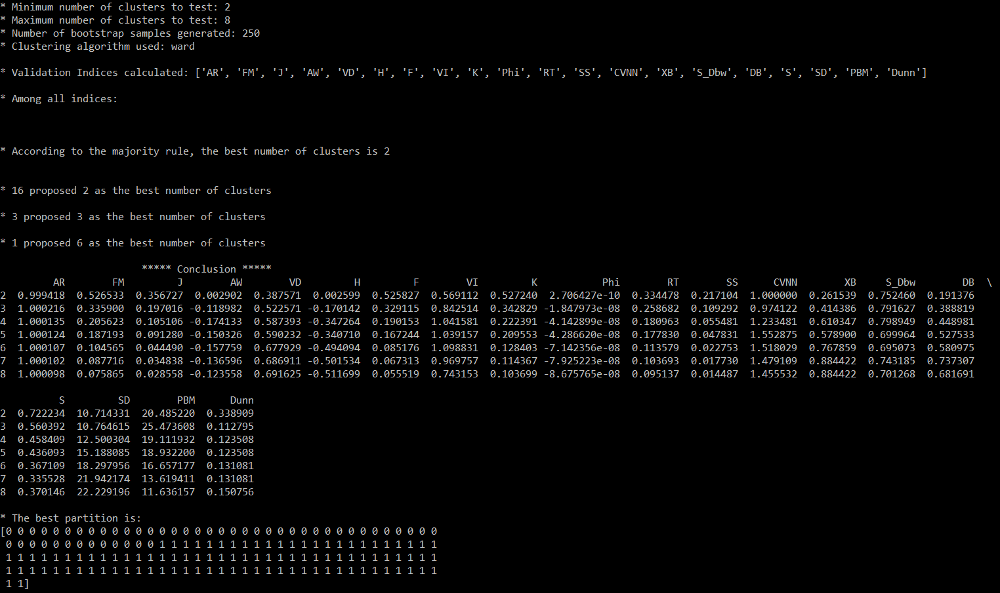 * Minimum number of clusters to test: 2
* Maximum number of clusters to test: 8
* Number of bootstrap samples generated: 250
* Clustering algorithm used: ward
* Validation Indices calculated: ['AR', 'FM', 'J', 'AW', 'VD', 'H', 'F', 'VI', 'K', 'Phi', 'RT', 'SS', 'CVNN', 'XB', 'S_Dbw', 'DB', 'S', 'SD', 'PBM', 'Dunn']
* Among all indices:
* According to the majority rule, the best number of clusters is 2
* 16 proposed 2 as the best number of clusters
* 3 proposed 3 as the best number of clusters
* 1 proposed 6 as the best number of clusters
***** Conclusion *****
AR FM J AW VD H F VI K Phi RT SS CVNN XB S_Dbw DB \
2 0.999418 0.526533 0.356727 0.002902 0.387571 0.002599 0.525827 0.569112 0.527240 2.706427e-10 0.334478 0.217104 1.000000 0.261539 0.752460 0.191376
3 1.000216 0.335900 0.197016 -0.118982 0.522571 -0.170142 0.329115 0.842514 0.342829 -1.847973e-08 0.258682 0.109292 0.974122 0.414386 0.791627 0.388819
4 1.000135 0.205623 0.105106 -0.174133 0.587393 -0.347264 0.190153 1.041581 0.222391 -4.142899e-08 0.180963 0.055481 1.233481 0.610347 0.798949 0.448981
5 1.000124 0.187193 0.091280 -0.150326 0.590232 -0.340710 0.167244 1.039157 0.209553 -4.286620e-08 0.177830 0.047831 1.552875 0.578900 0.699964 0.527533
6 1.000107 0.104565 0.044490 -0.157759 0.677929 -0.494094 0.085176 1.098831 0.128403 -7.142356e-08 0.113579 0.022753 1.518029 0.767859 0.695073 0.580975
7 1.000102 0.087716 0.034838 -0.136596 0.686911 -0.501534 0.067313 0.969757 0.114367 -7.925223e-08 0.103693 0.017730 1.479109 0.884422 0.743185 0.737307
8 1.000098 0.075865 0.028558 -0.123558 0.691625 -0.511699 0.055519 0.743153 0.103699 -8.675765e-08 0.095137 0.014487 1.455532 0.884422 0.701268 0.681691
S SD PBM Dunn
2 0.722234 10.714331 20.485220 0.338909
3 0.560392 10.764615 25.473608 0.112795
4 0.458409 12.500304 19.111932 0.123508
5 0.436093 15.188085 18.932200 0.123508
6 0.367109 18.297956 16.657177 0.131081
7 0.335528 21.942174 13.619411 0.131081
8 0.370146 22.229196 11.636157 0.150756
* The best partition is:
[0 0 0 0 0 0 0 0 0 0 0 0 0 0 0 0 0 0 0 0 0 0 0 0 0 0 0 0 0 0 0 0 0 0 0 0 0
0 0 0 0 0 0 0 0 0 0 0 0 0 1 1 1 1 1 1 1 1 1 1 1 1 1 1 1 1 1 1 1 1 1 1 1 1
1 1 1 1 1 1 1 1 1 1 1 1 1 1 1 1 1 1 1 1 1 1 1 1 1 1 1 1 1 1 1 1 1 1 1 1 1
1 1 1 1 1 1 1 1 1 1 1 1 1 1 1 1 1 1 1 1 1 1 1 1 1 1 1 1 1 1 1 1 1 1 1 1 1
1 1]